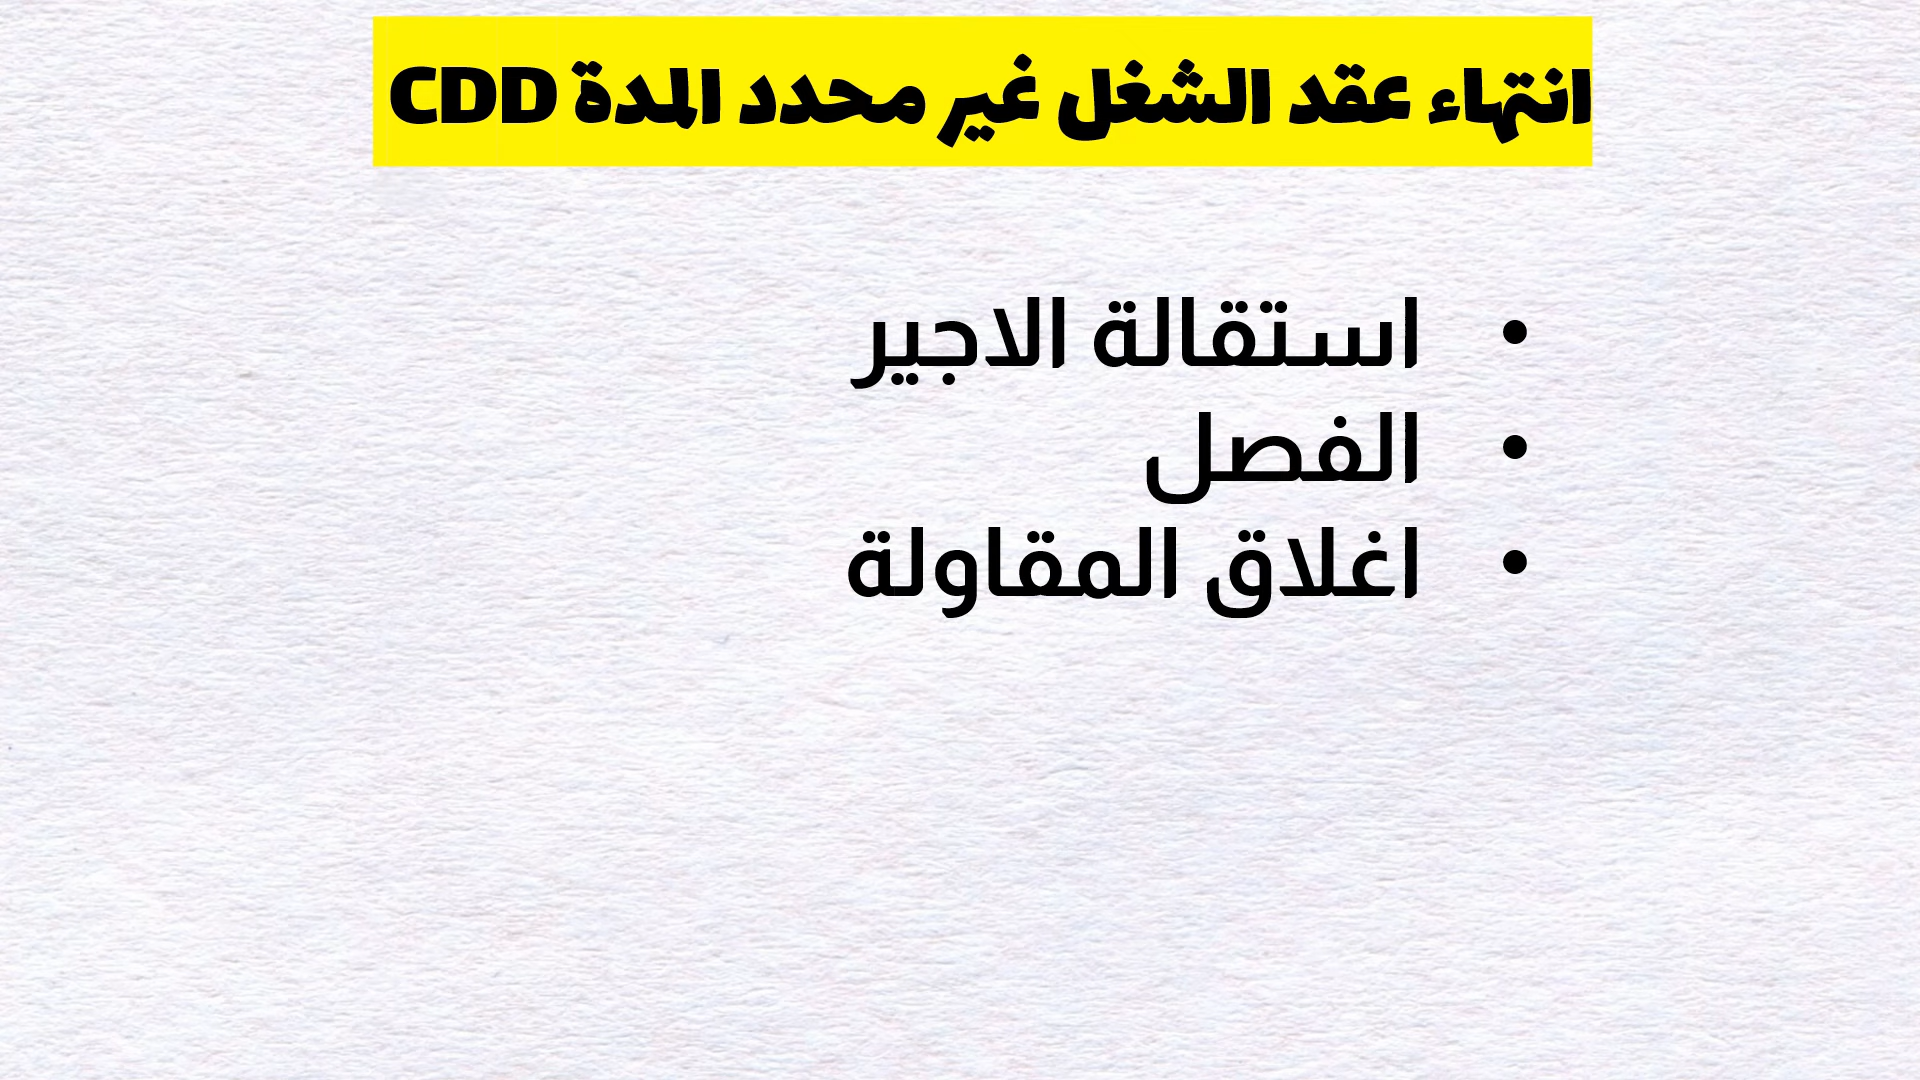 انتهاء عقد الشغل غير محدد المدة CDD
• استقالة الاجير
• الفصل
• اغلاق المقاولة